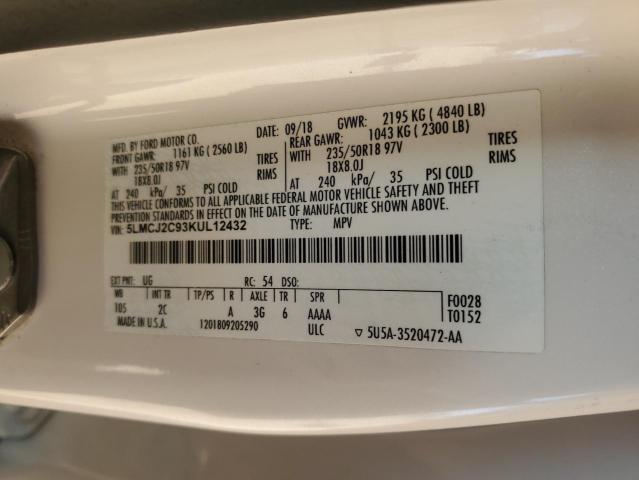 MFD. BY FORD MOTOR CO. DATE: 09/18 GVWR: 2195 KG ( 4840 LB)
FRONT GAWR: 1161 KG ( 2560 LB) REAR GAWR: 1043 KG ( 2300 LB)
WITH 235/50R18 97V TIRES WITH 235/50R18 97V TIRES
18X8.0J RIMS 18X8.0J RIMS
AT 240 kPa/ 35 PSI COLD AT 240 kPa/ 35 PSI COLD
THIS VEHICLE CONFORMS TO ALL APPLICABLE FEDERAL MOTOR VEHICLE SAFETY AND THEFT
PREVENTION STANDARDS IN EFFECT ON THE DATE OF MANUFACTURE SHOWN ABOVE.
VIN: 5LMCJ2C93KUL12432 TYPE: MPV
EXT PNT: UG RC: 54 DSO:
WB INT TR TP/PS R AXLE TR SPR F0028
105 2C A 3G 6 AAAA T0152
MADE IN U.S.A. 1201809205290 ULC ▽ 5U5A-3520472-AA